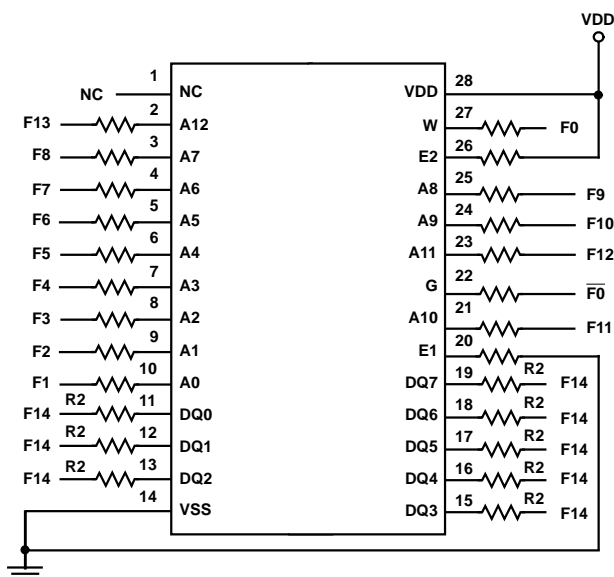 VDD
1
NC NC
2
F13 A12
3
F8 A7
4
F7 A6
5
F6 A5
6
F5 A4
7
F4 A3
8
F3 A2
9
F2 A1
10
F1 A0
R2 11
F14 DQ0
R2 12
F14 DQ1
R2 13
F14 DQ2
14
VSS
28
VDD
27
W F0
26
E2
25
A8 F9
24
A9 F10
23
A11 F12
22
G F̅0̅
21
A10 F11
20
E1
19 R2
DQ7 F14
18 R2
DQ6 F14
17 R2
DQ5 F14
16 R2
DQ4 F14
15 R2
DQ3 F14